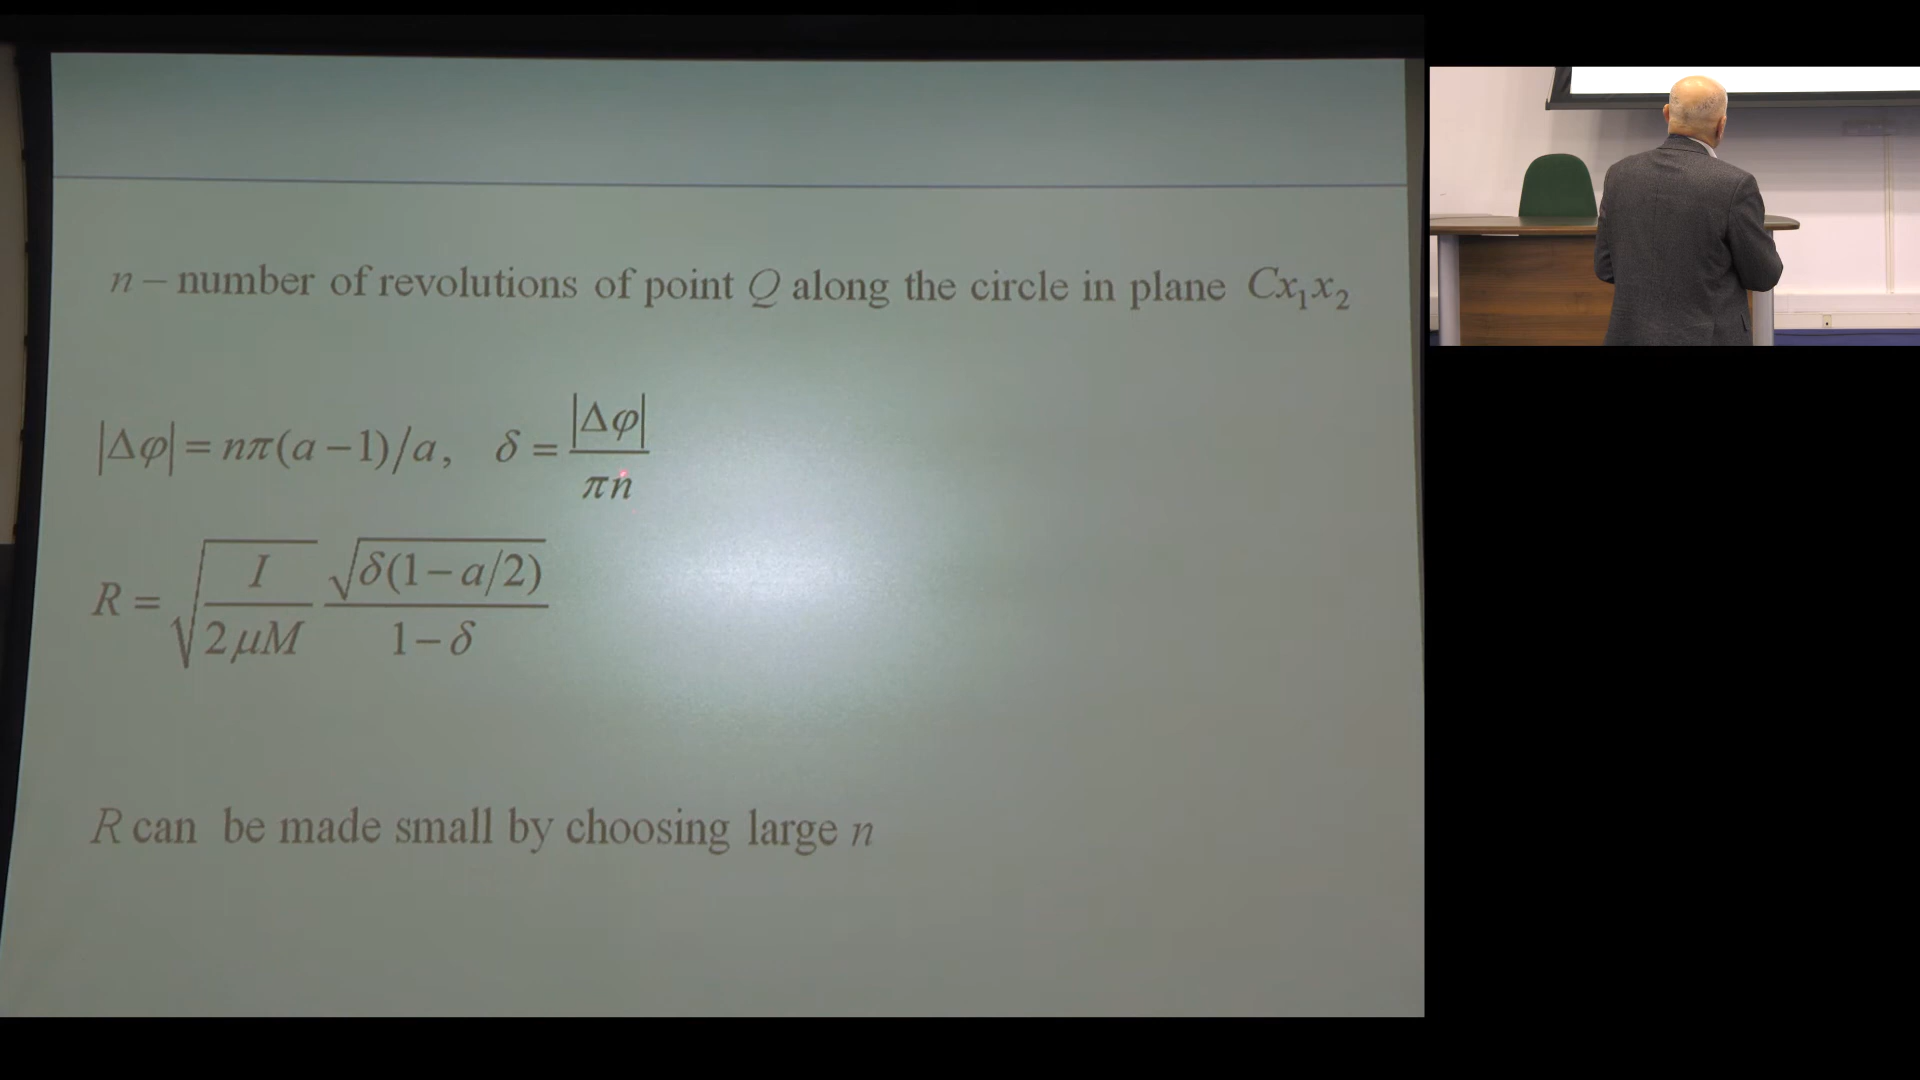 n – number of revolutions of point Q along the circle in plane Cx₁x₂
|Δφ| = nπ(a−1)/a, δ = |Δφ| / πn
R = √(I / 2μM) √(δ(1−a/2)) / (1−δ)
R can be made small by choosing large n